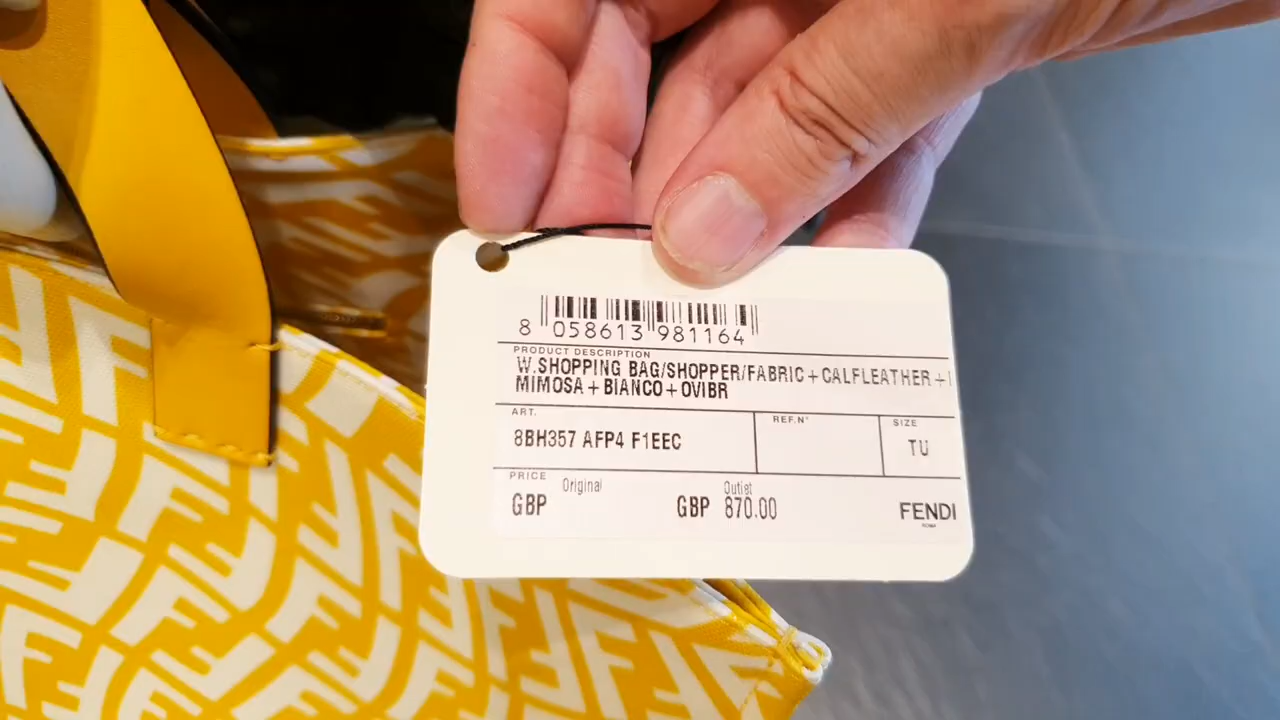 8 058613 981164
PRODUCT DESCRIPTION
W.SHOPPING BAG/SHOPPER/FABRIC+CALFLEATHER+
MIMOSA+BIANCO+OVIBR
ART. REF.N° SIZE
8BH357 AFP4 F1EEC TU
PRICE Original Outlet
GBP GBP 870.00 FENDI
ROMA